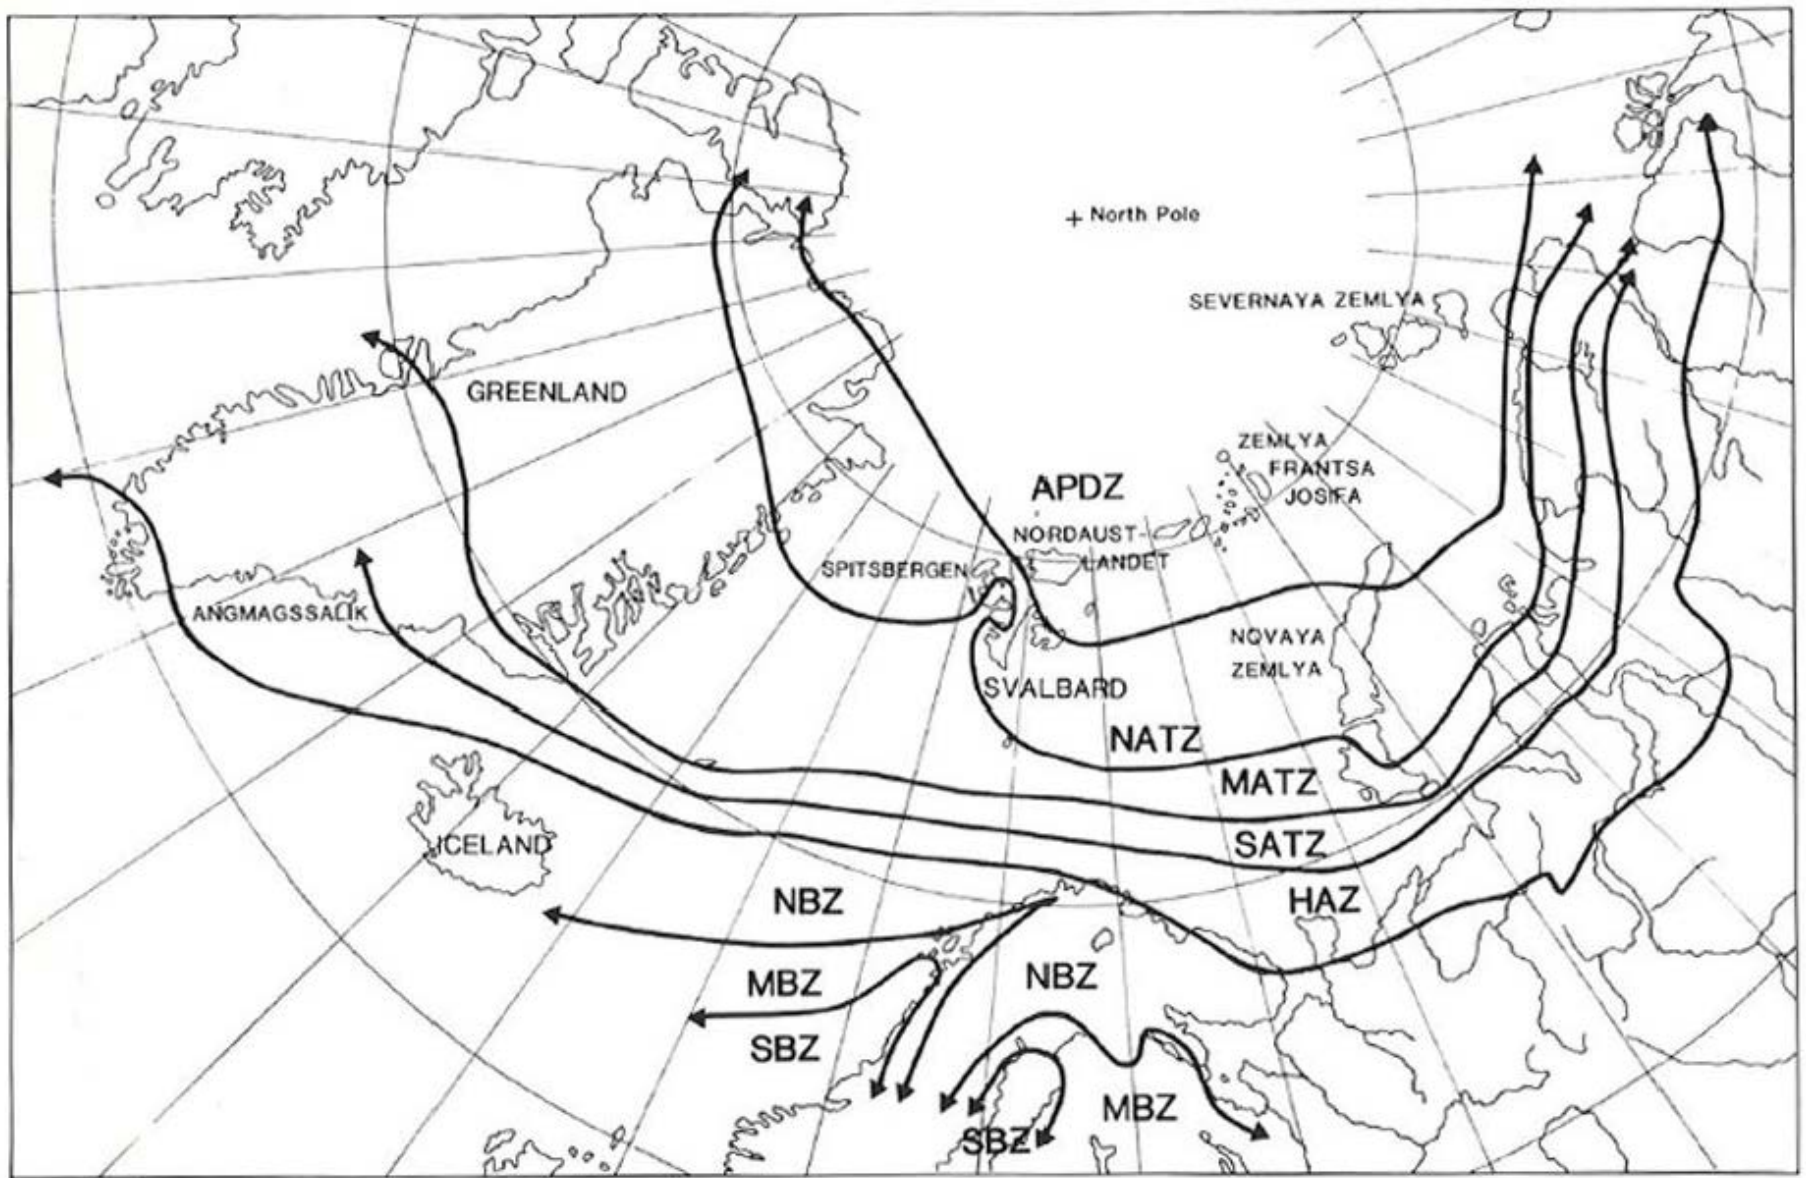 North Pole
SEVERNAYA ZEMLYA
GREENLAND
ZEMLYA
FRANTSA
JOSIFA
APDZ
NORDAUST-
LANDET
SPITSBERGEN
ANGMAGSSALIK
NOVAYA
ZEMLYA
SVALBARD
NATZ
MATZ
ICELAND
SATZ
NBZ
HAZ
MBZ
NBZ
SBZ
MBZ
SBZ